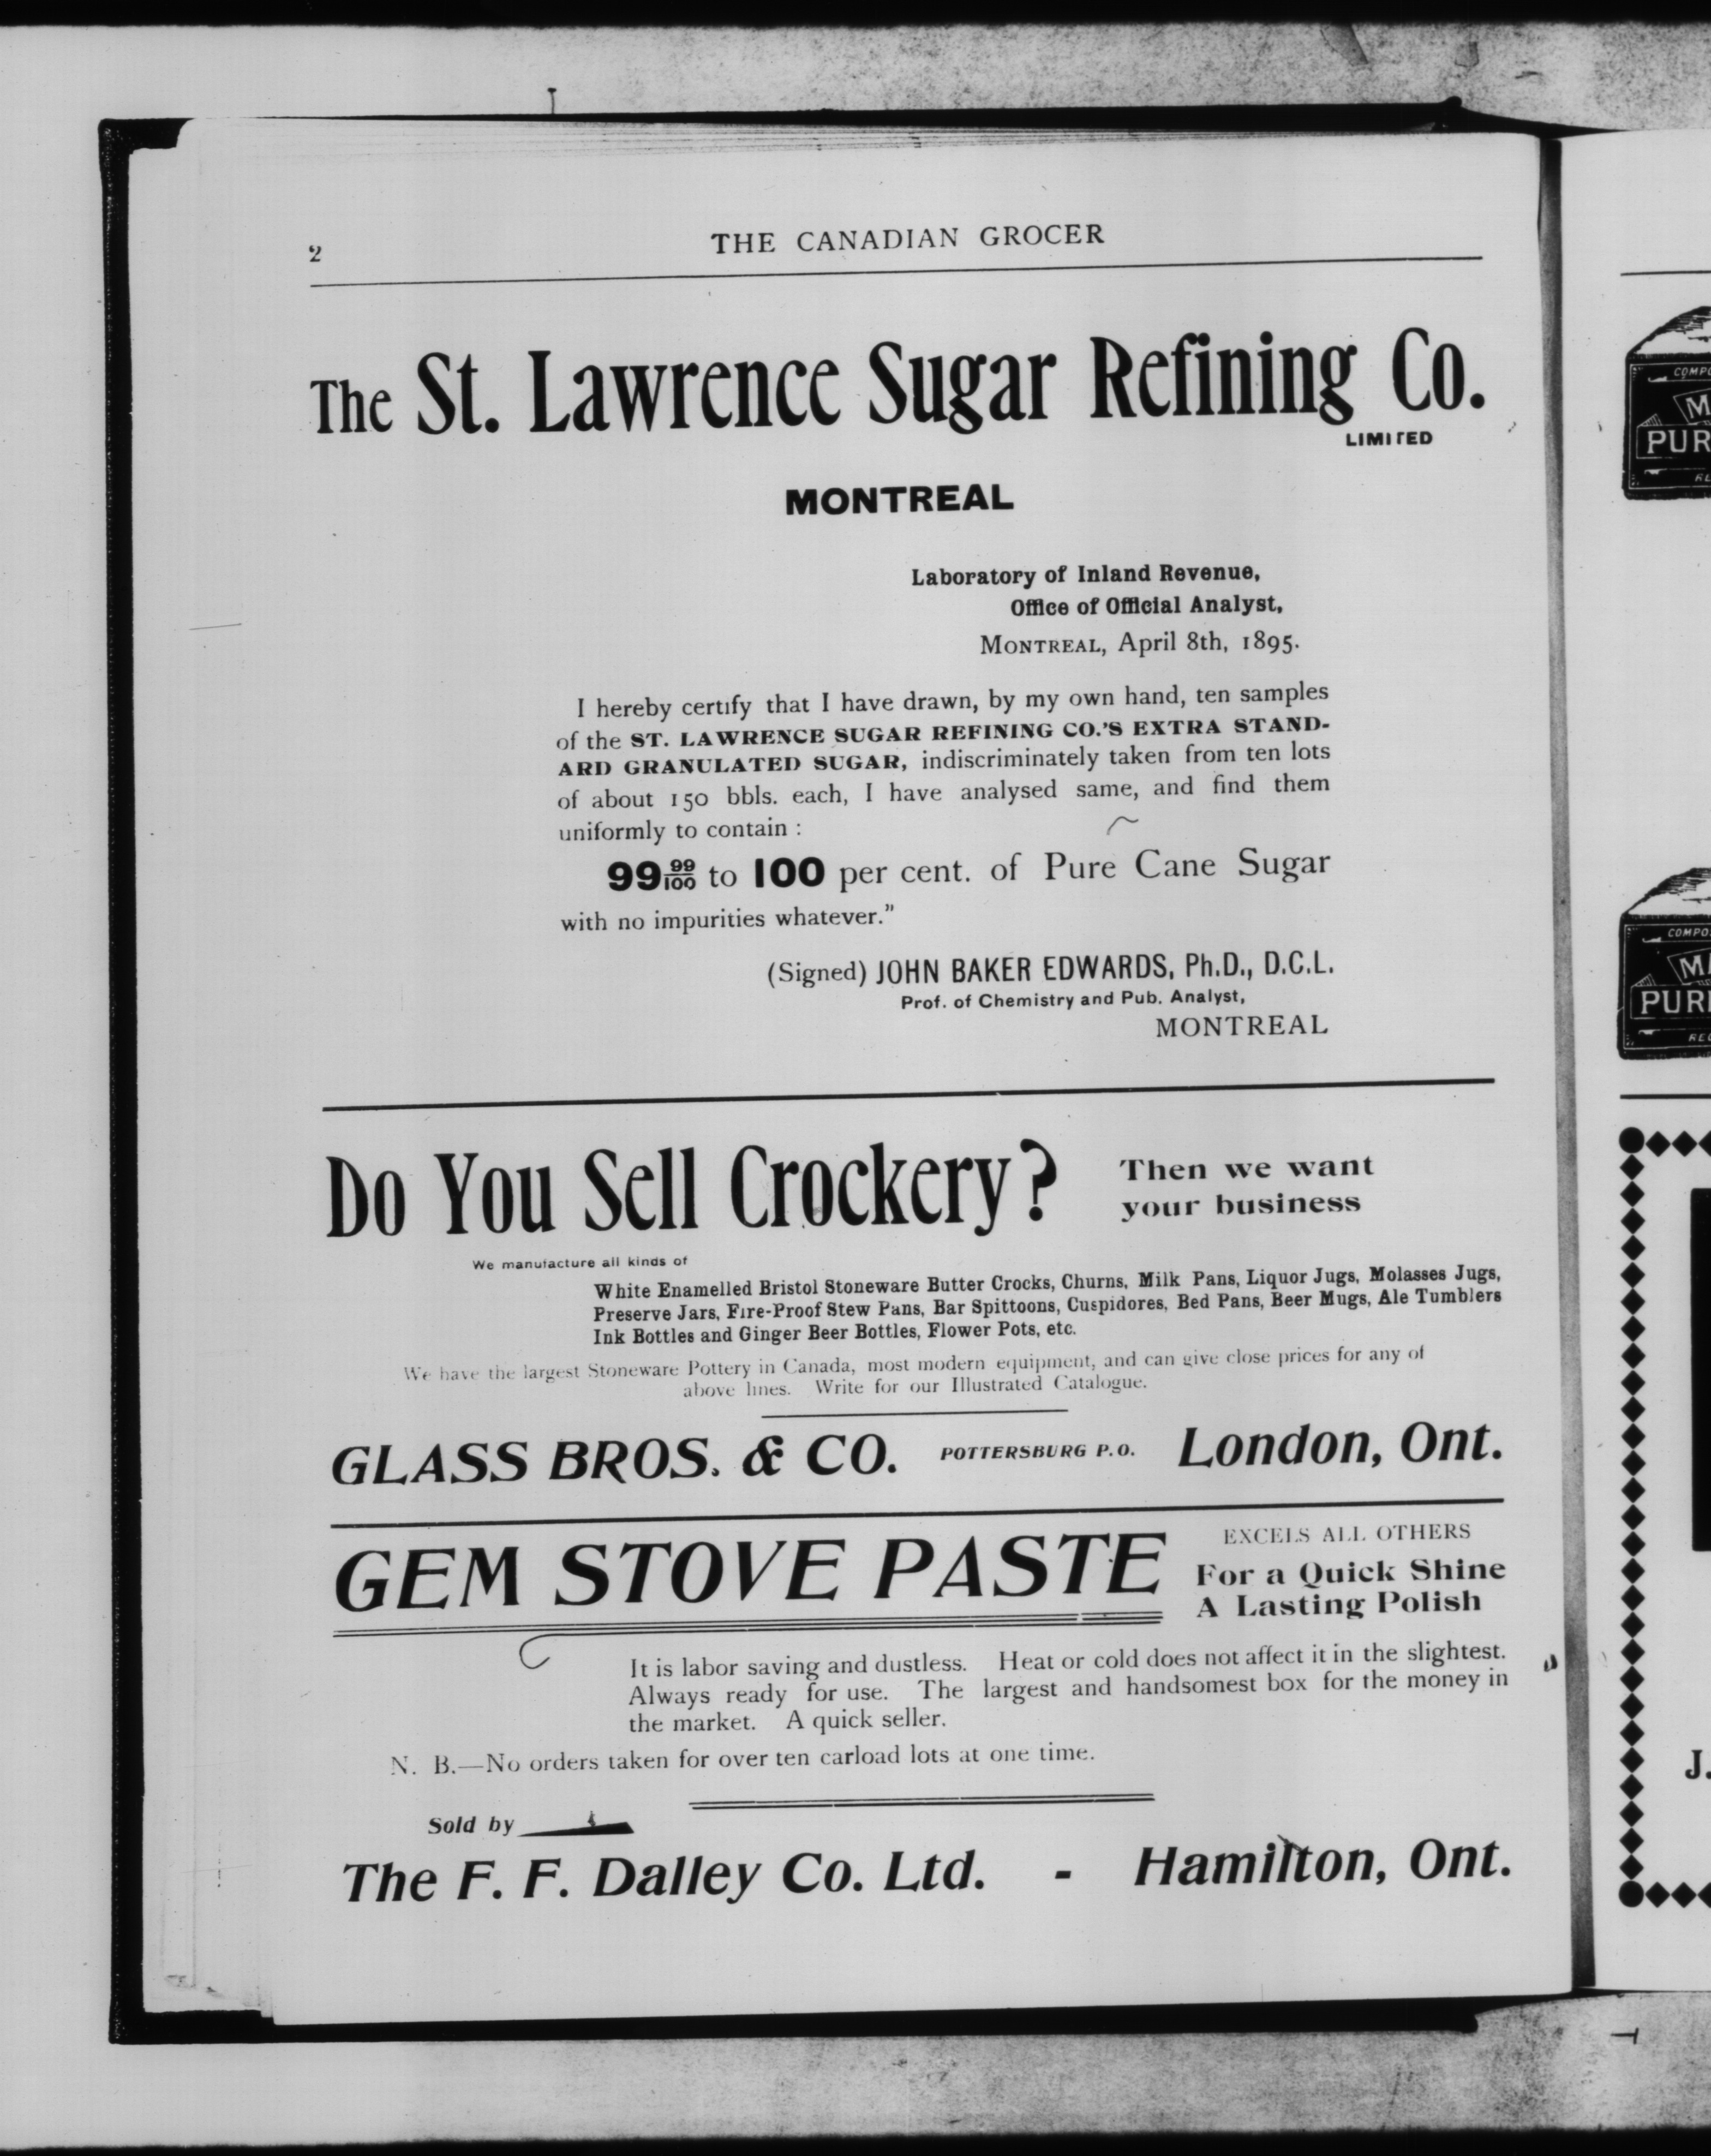 2
THE CANADIAN GROCER
The St. Lawrence Sugar Refining Co.
LIMITED
MONTREAL
Laboratory of Inland Revenue,
Office of Official Analyst,
MONTREAL, April 8th, 1895.
I hereby certify that I have drawn, by my own hand, ten samples
of the ST. LAWRENCE SUGAR REFINING CO.'S EXTRA STAND-
ARD GRANULATED SUGAR, indiscriminately taken from ten lots
of about 150 bbls. each, I have analysed same, and find them
uniformly to contain :
99 99/100 to 100 per cent. of Pure Cane Sugar
with no impurities whatever."
(Signed) JOHN BAKER EDWARDS, Ph.D., D.C.L.
Prof. of Chemistry and Pub. Analyst,
MONTREAL
Do You Sell Crockery?
Then we want
your business
We manufacture all kinds of
White Enamelled Bristol Stoneware Butter Crocks, Churns, Milk Pans, Liquor Jugs, Molasses Jugs,
Preserve Jars, Fire-Proof Stew Pans, Bar Spittoons, Cuspidores, Bed Pans, Beer Mugs, Ale Tumblers
Ink Bottles and Ginger Beer Bottles, Flower Pots, etc.
We have the largest Stoneware Pottery in Canada, most modern equipment, and can give close prices for any of
above lines. Write for our Illustrated Catalogue.
GLASS BROS. & CO. POTTERSBURG P.O. London, Ont.
GEM STOVE PASTE
EXCELS ALL OTHERS
For a Quick Shine
A Lasting Polish
It is labor saving and dustless. Heat or cold does not affect it in the slightest.
Always ready for use. The largest and handsomest box for the money in
the market. A quick seller.
N. B.—No orders taken for over ten carload lots at one time.
Sold by
The F. F. Dalley Co. Ltd. - Hamilton, Ont.
COMPO
PUR
COMPO
PUR
J.